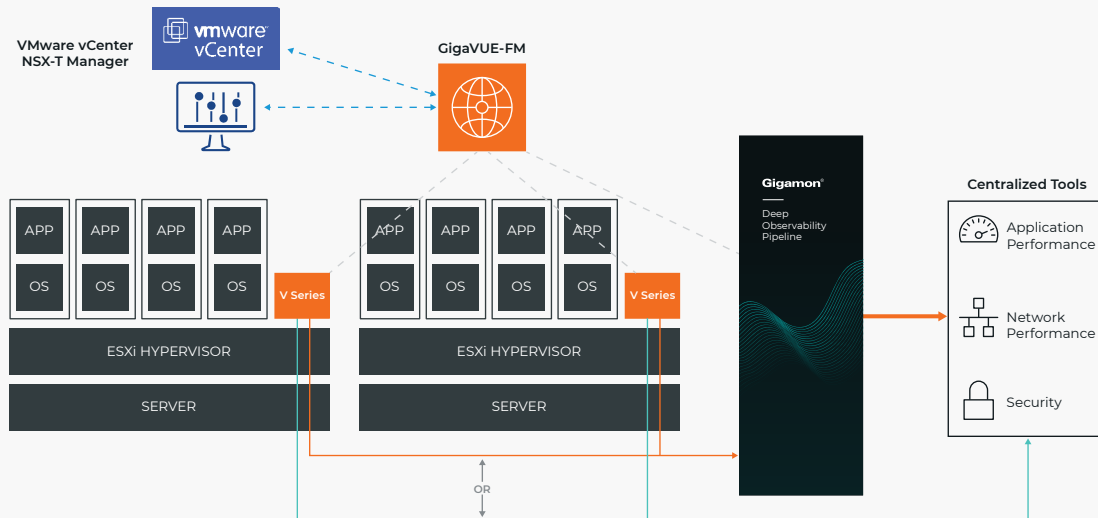 VMware vCenter
NSX-T Manager
vmware®
vCenter
GigaVUE-FM
APP
APP
APP
APP
OS
OS
OS
OS
V Series
ESXi HYPERVISOR
SERVER
APP
APP
APP
APP
OS
OS
OS
OS
V Series
ESXi HYPERVISOR
SERVER
OR
Gigamon®
Deep
Observability
Pipeline
Centralized Tools
Application
Performance
Network
Performance
Security